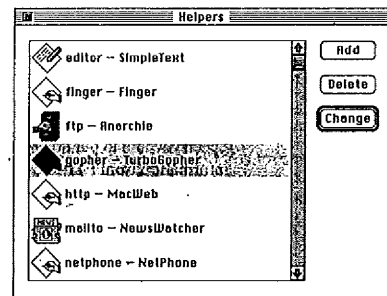 Helpers
editor – SimpleText
finger – Finger
ftp – Anarchie
gopher – TurboGopher
http – MacWeb
mailto – NewsWatcher
netphone – NetPhone
Add
Delete
Change